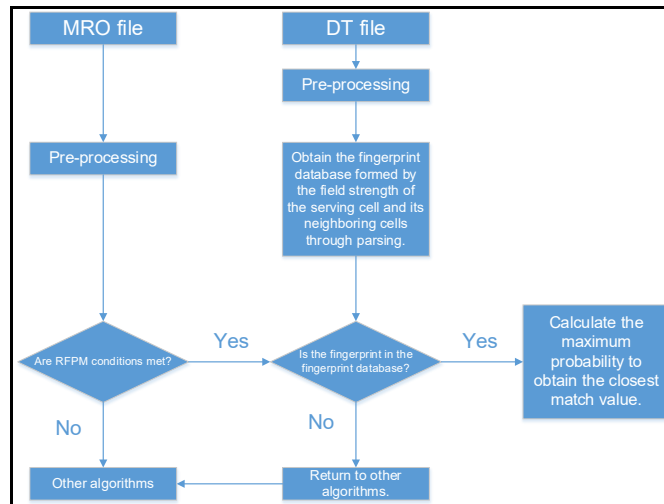 MRO file
DT file
Pre-processing
Pre-processing
Obtain the fingerprint
database formed by
the field strength of
the serving cell and its
neighboring cells
through parsing.
Are RFPM conditions met?
Yes
Is the fingerprint in the
fingerprint database?
Yes
Calculate the
maximum
probability to
obtain the closest
match value.
No
No
Other algorithms
Return to other
algorithms.